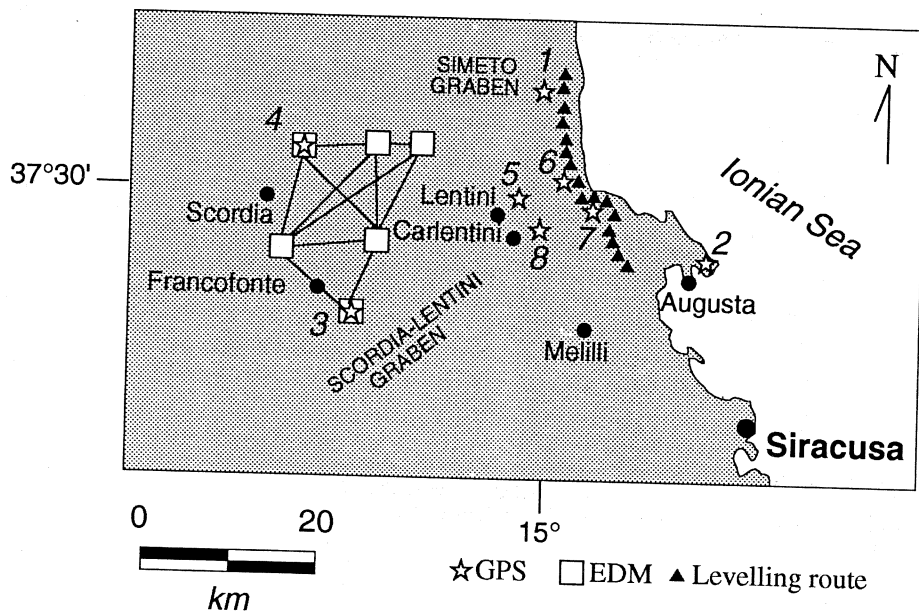 1
SIMETO
GRABEN
N
4
37°30'
6
5
Ionian Sea
Lentini
Scordia
Carlentini
7
8
2
Francofonte
Augusta
3
SCORDIA-LENTINI
GRABEN
Melilli
Siracusa
0 20
15°
km
GPS EDM Levelling route